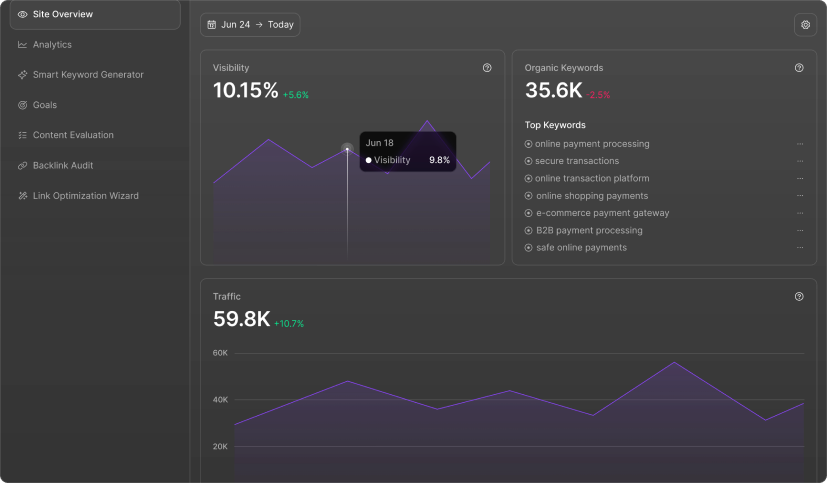 Site Overview
Analytics
Smart Keyword Generator
Goals
Content Evaluation
Backlink Audit
Link Optimization Wizard
Jun 24 → Today
Visibility
10.15% +5.6%
Jun 18
Visibility 9.8%
Organic Keywords
35.6K -2.5%
Top Keywords
online payment processing
secure transactions
online transaction platform
online shopping payments
e-commerce payment gateway
B2B payment processing
safe online payments
Traffic
59.8K +10.7%
60K
40K
20K